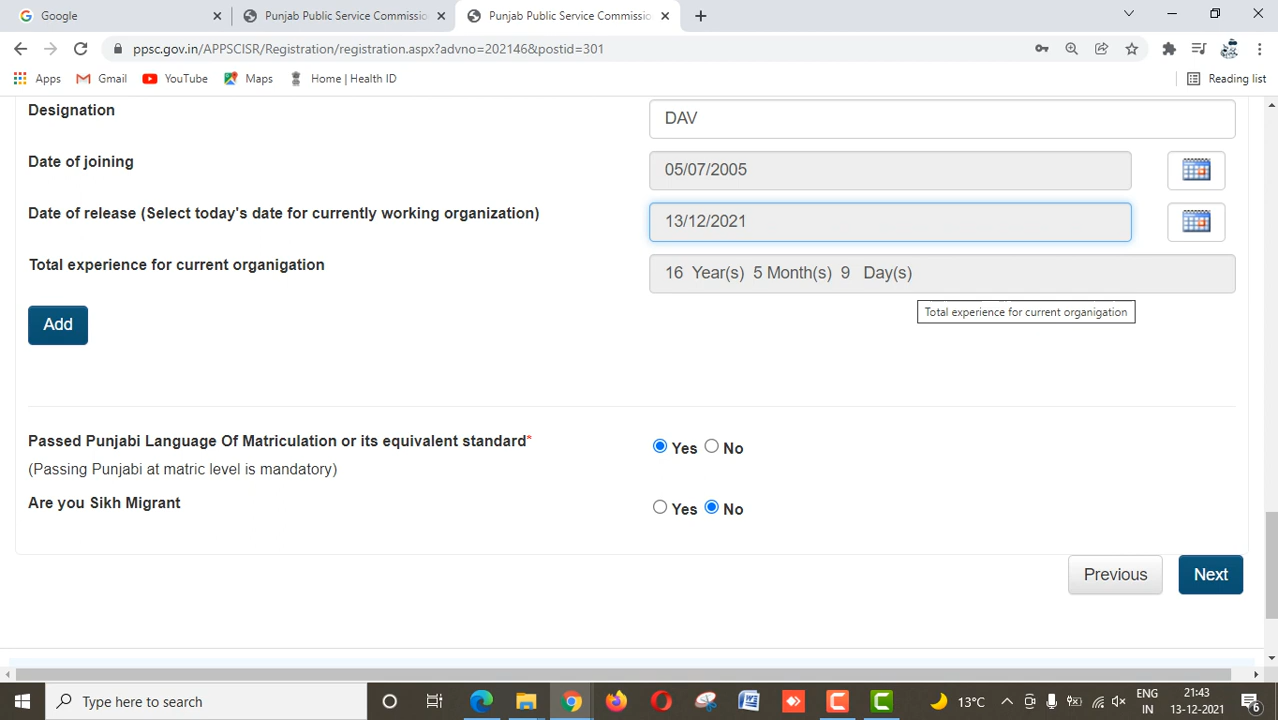 Google
Punjab Public Service Commissio
Punjab Public Service Commissio
ppsc.gov.in/APPSCISR/Registration/registration.aspx?advno=202146&postid=301
Apps
Gmail
YouTube
Maps
Home | Health ID
Reading list
Designation
DAV
Date of joining
05/07/2005
Date of release (Select today's date for currently working organization)
13/12/2021
Total experience for current organigation
16 Year(s) 5 Month(s) 9 Day(s)
Total experience for current organigation
Add
Passed Punjabi Language Of Matriculation or its equivalent standard*
Yes No
(Passing Punjabi at matric level is mandatory)
Are you Sikh Migrant
Yes No
Previous
Next
Type here to search
13°C
ENG
IN
21:43
13-12-2021
6